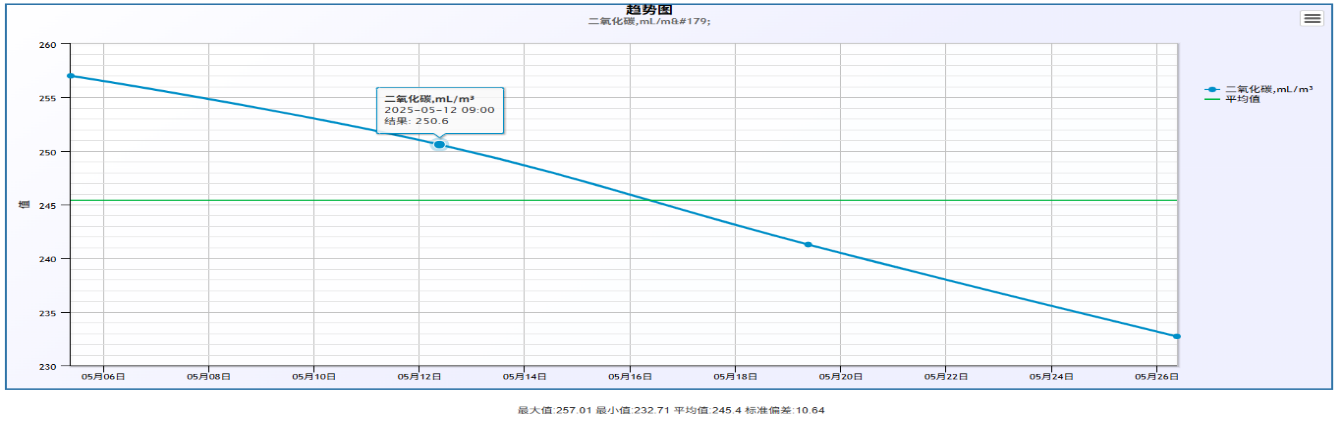 趋势图
二氧化碳,mL/m&#179;
260
255
250
245
240
235
230
值
二氧化碳,mL/m³
2025-05-12 09:00
结果: 250.6
二氧化碳,mL/m³
平均值
05月06日 05月08日 05月10日 05月12日 05月14日 05月16日 05月18日 05月20日 05月22日 05月24日 05月26日
最大值:257.01 最小值:232.71 平均值:245.4 标准偏差:10.64